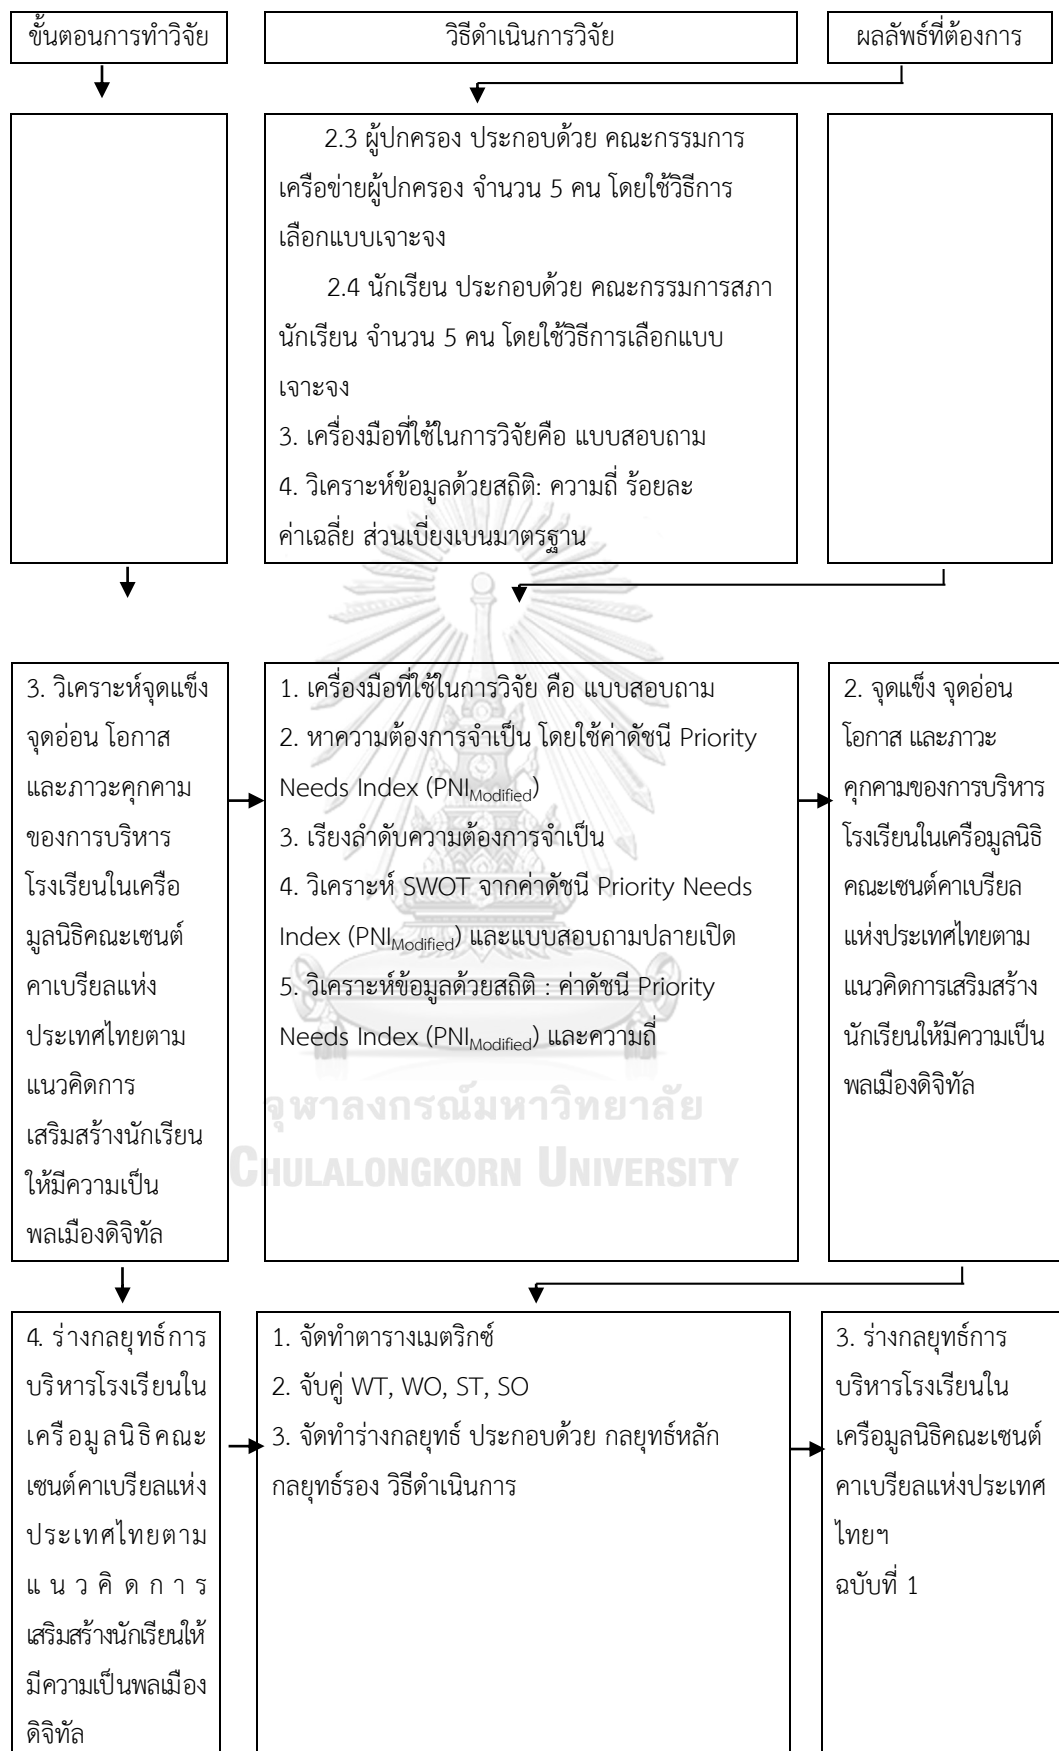 ขั้นตอนการทำวิจัย
วิธีดำเนินการวิจัย
ผลลัพธ์ที่ต้องการ
2.3 ผู้ปกครอง ประกอบด้วย คณะกรรมการ
เครือข่ายผู้ปกครอง จำนวน 5 คน โดยใช้วิธีการ
เลือกแบบเจาะจง
2.4 นักเรียน ประกอบด้วย คณะกรรมการสภา
นักเรียน จำนวน 5 คน โดยใช้วิธีการเลือกแบบ
เจาะจง
3. เครื่องมือที่ใช้ในการวิจัยคือ แบบสอบถาม
4. วิเคราะห์ข้อมูลด้วยสถิติ: ความถี่ ร้อยละ
ค่าเฉลี่ย ส่วนเบี่ยงเบนมาตรฐาน
3. วิเคราะห์จุดแข็ง
จุดอ่อน โอกาส
และภาวะคุกคาม
ของการบริหาร
โรงเรียนในเครือ
มูลนิธิคณะเซนต์
คาเบรียลแห่ง
ประเทศไทยตาม
แนวคิดการ
เสริมสร้างนักเรียน
ให้มีความเป็น
พลเมืองดิจิทัล
1. เครื่องมือที่ใช้ในการวิจัย คือ แบบสอบถาม
2. หาความต้องการจำเป็น โดยใช้ค่าดัชนี Priority
Needs Index (PNIModified)
3. เรียงลำดับความต้องการจำเป็น
4. วิเคราะห์ SWOT จากค่าดัชนี Priority Needs
Index (PNIModified) และแบบสอบถามปลายเปิด
5. วิเคราะห์ข้อมูลด้วยสถิติ : ค่าดัชนี Priority
Needs Index (PNIModified) และความถี่
2. จุดแข็ง จุดอ่อน
โอกาส และภาวะ
คุกคามของการบริหาร
โรงเรียนในเครือมูลนิธิ
คณะเซนต์คาเบรียล
แห่งประเทศไทยตาม
แนวคิดการเสริมสร้าง
นักเรียนให้มีความเป็น
พลเมืองดิจิทัล
จุฬาลงกรณ์มหาวิทยาลัย
CHULALONGKORN UNIVERSITY
4. ร่างกลยุทธ์การ
บริหารโรงเรียนใน
เครือมูลนิธิคณะ
เซนต์คาเบรียลแห่ง
ประเทศไทยตาม
แนวคิดการ
เสริมสร้างนักเรียนให้
มีความเป็นพลเมือง
ดิจิทัล
1. จัดทำตารางเมตริกซ์
2. จับคู่ WT, WO, ST, SO
3. จัดทำร่างกลยุทธ์ ประกอบด้วย กลยุทธ์หลัก
กลยุทธ์รอง วิธีดำเนินการ
3. ร่างกลยุทธ์การ
บริหารโรงเรียนใน
เครือมูลนิธิคณะเซนต์
คาเบรียลแห่งประเทศ
ไทยฯ
ฉบับที่ 1